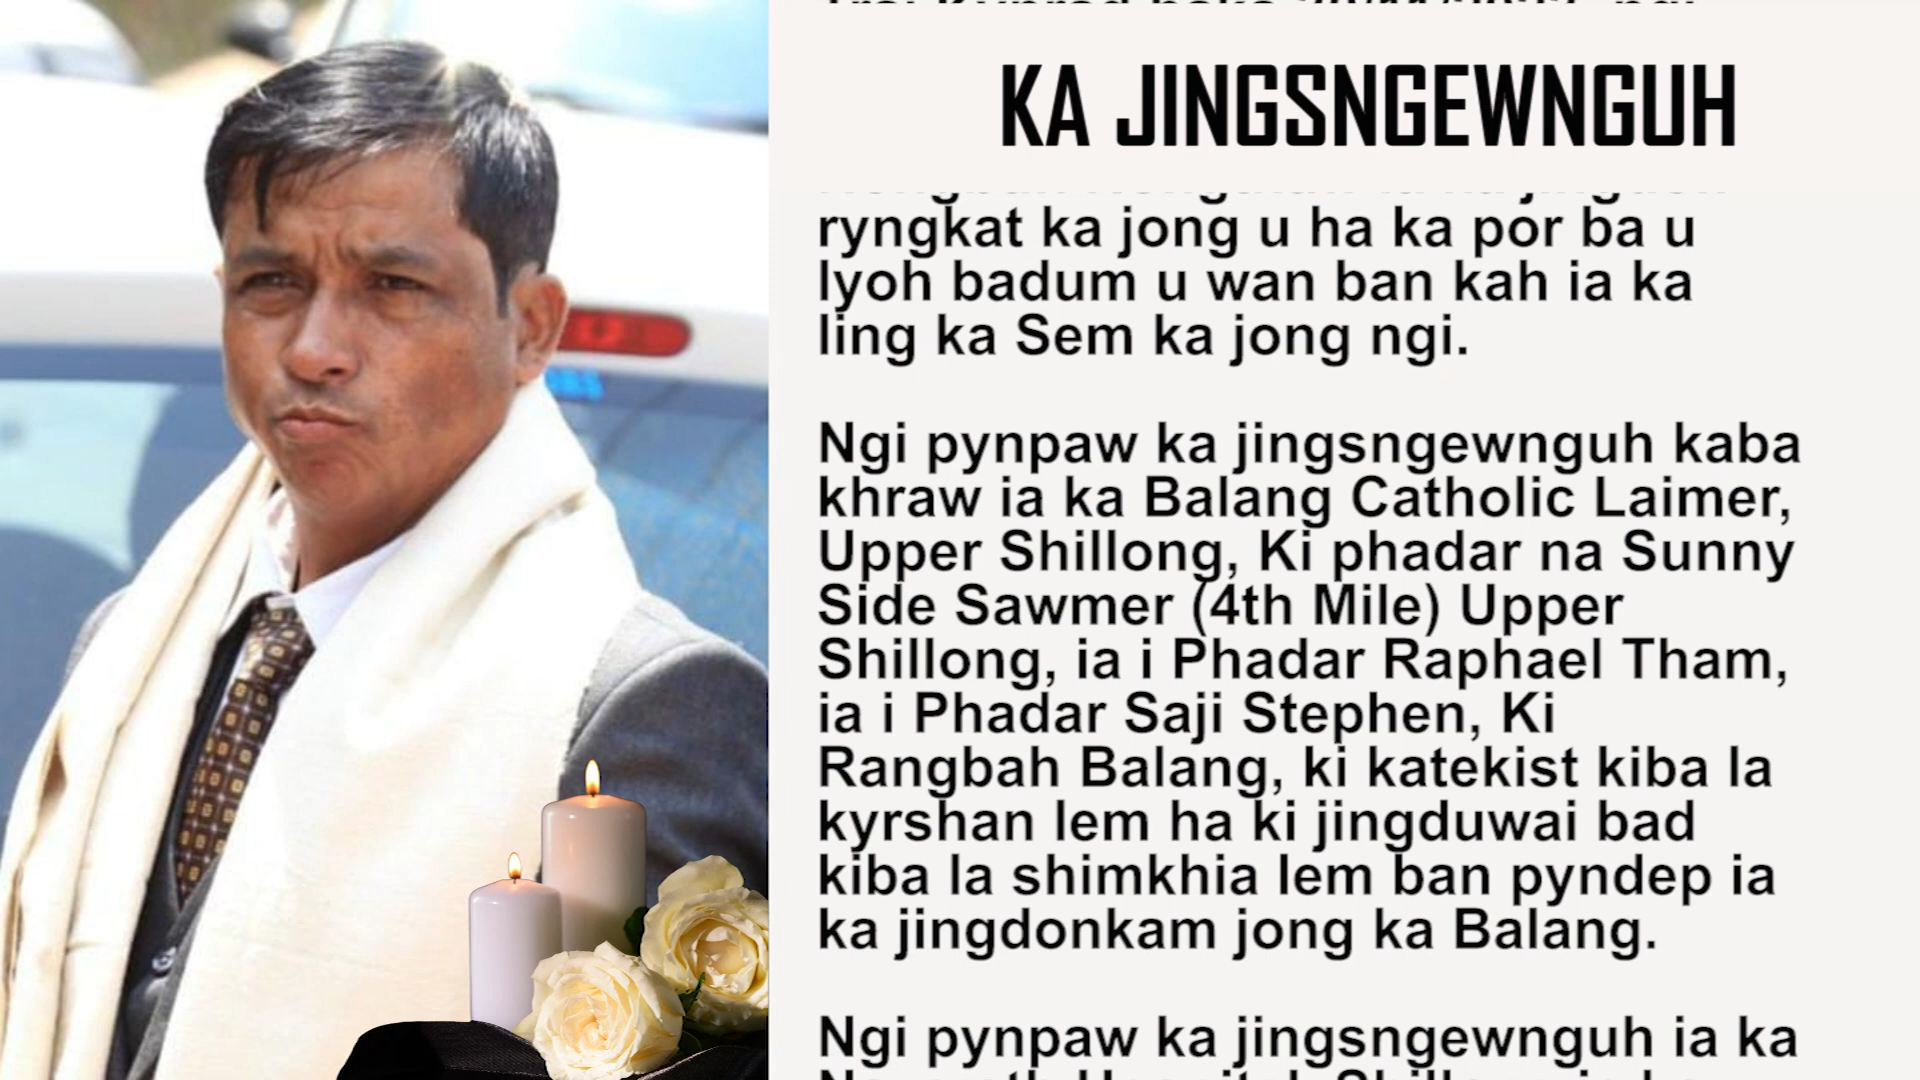 KA JINGSNGEWNGUH
ryngkat ka jong u ha ka por ba u
lyoh badum u wan ban kah ia ka
ling ka Sem ka jong ngi.
Ngi pynpaw ka jingsngewnguh kaba
khraw ia ka Balang Catholic Laimer,
Upper Shillong, Ki phadar na Sunny
Side Sawmer (4th Mile) Upper
Shillong, ia i Phadar Raphael Tham,
ia i Phadar Saji Stephen, Ki
Rangbah Balang, ki katekist kiba la
kyrshan lem ha ki jingduwai bad
kiba la shimkhia lem ban pyndep ia
ka jingdonkam jong ka Balang.
Ngi pynpaw ka jingsngewnguh ia ka